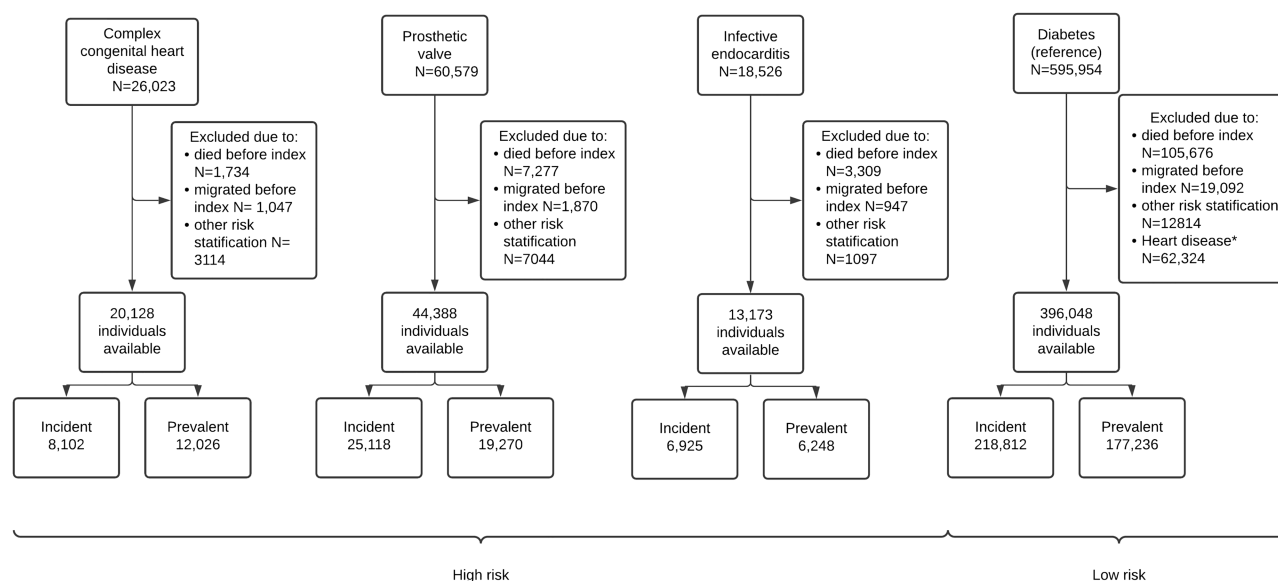 Complex
congenital heart
disease
N=26,023
Excluded due to:
• died before index
N=1,734
• migrated before
index N= 1,047
• other risk
statification N=
3114
20,128
individuals
available
Incident
8,102
Prevalent
12,026
Prosthetic
valve
N=60,579
Excluded due to:
• died before index
N=7,277
• migrated before
index N=1,870
• other risk
statification
N=7044
44,388
individuals
available
Incident
25,118
Prevalent
19,270
Infective
endocarditis
N=18,526
Excluded due to:
• died before index
N=3,309
• migrated before
index N=947
• other risk
statification
N=1097
13,173
individuals
available
Incident
6,925
Prevalent
6,248
Diabetes
(reference)
N=595,954
Excluded due to:
• died before index
N=105,676
• migrated before
index N=19,092
• other risk statification
N=12814
• Heart disease*
N=62,324
396,048
individuals
available
Incident
218,812
Prevalent
177,236
High risk
Low risk